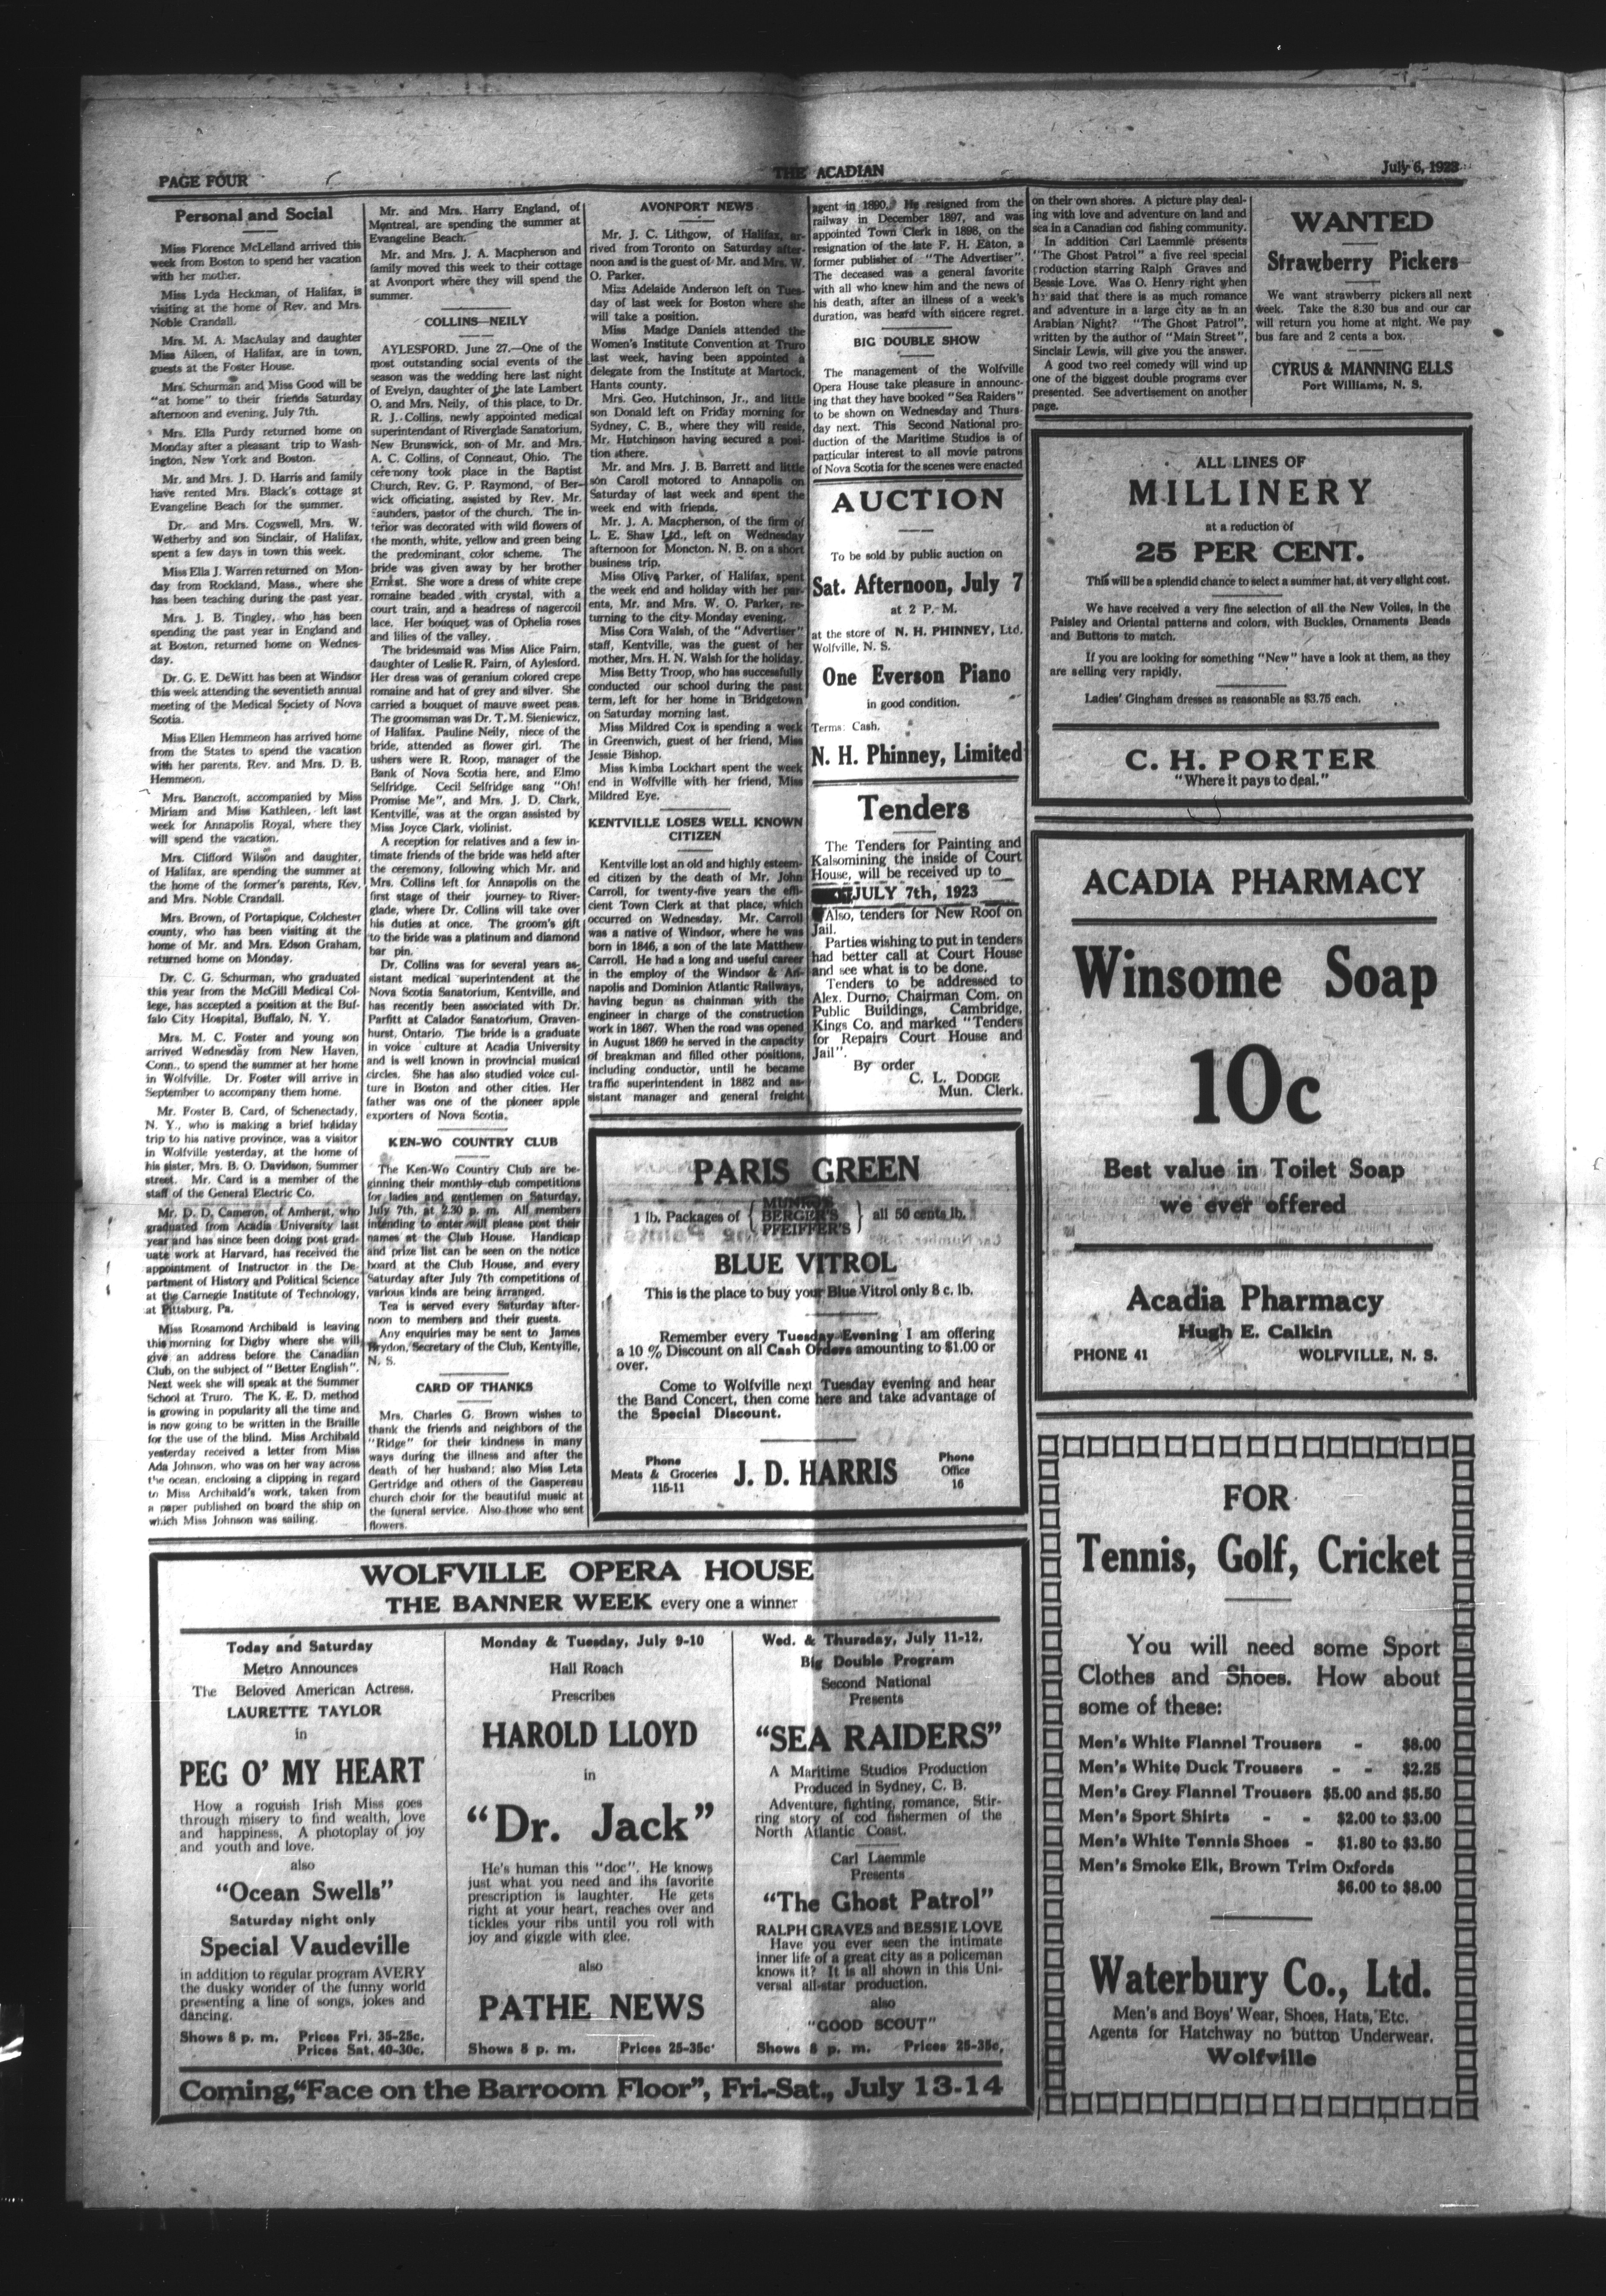 PAGE FOUR
THE ACADIAN
July 6, 1923
Personal and Social
Miss Florence McLelland arrived this
week from Boston to spend her vacation
with her mother.
Miss Lyda Heckman, of Halifax, is
visiting at the home of Rev. and Mrs.
Noble Crandall.
Mrs. M. A. MacAulay and daughter
Miss Aileen, of Halifax, are in town,
guests at the Foster House.
Mrs. Schurman and Miss Good will be
"at home" to their friends Saturday
afternoon and evening, July 7th.
Mrs. Ella Purdy returned home on
Monday after a pleasant trip to Wash-
ington, New York and Boston.
Mr. and Mrs. J. D. Harris and family
have rented Mrs. Black's cottage at
Evangeline Beach for the summer.
Dr. and Mrs. Cogswell, Mrs. W.
Wetherby and son Sinclair, of Halifax,
spent a few days in town this week.
Miss Ella J. Warren returned on Mon-
day from Rockland, Mass., where she
has been teaching during the past year.
Mrs. J. B. Tingley, who has been
spending the past year in England and
at Boston, returned home on Wednes-
day.
Dr. G. E. DeWitt has been at Windsor
this week attending the seventieth annual
meeting of the Medical Society of Nova
Scotia.
Miss Ellen Hemmeon has arrived home
from the States to spend the vacation
with her parents, Rev. and Mrs. D. B.
Hemmeon.
Mrs. Bancroft, accompanied by Miss
Miriam and Miss Kathleen, left last
week for Annapolis Royal, where they
will spend the vacation.
Mrs. Clifford Wilson and daughter,
of Halifax, are spending the summer at
the home of the former's parents, Rev.
and Mrs. Noble Crandall.
Mrs. Brown, of Portapique, Colchester
county, who has been visiting at the
home of Mr. and Mrs. Edson Graham,
returned home on Monday.
Dr. C. G. Schurman, who graduated
this year from the McGill Medical Col-
lege, has accepted a position at the Buf-
falo City Hospital, Buffalo, N. Y.
Mrs. M. C. Foster and young son
arrived Wednesday from New Haven,
Conn., to spend the summer at her home
in Wolfville. Dr. Foster will arrive in
September to accompany them home.
Mr. Foster B. Card, of Schenectady,
N. Y., who is making a brief holiday
trip to his native province, was a visitor
in Wolfville yesterday, at the home of
his sister, Mrs. B. O. Davidson, Summer
street. Mr. Card is a member of the
staff of the General Electric Co.
Mr. D. D. Cameron, of Amherst, who
graduated from Acadia University last
year and has since been doing post grad-
uate work at Harvard, has received the
appointment of Instructor in the De-
partment of History and Political Science
at the Carnegie Institute of Technology,
at Pittsburg, Pa.
Miss Rosamond Archibald is leaving
this morning for Digby where she will
give an address before the Canadian
Club, on the subject of "Better English".
Next week she will speak at the Summer
School at Truro. The K. E. D. method
is growing in popularity all the time and
is now going to be written in the Braille
for the use of the blind. Miss Archibald
yesterday received a letter from Miss
Ada Johnson, who was on her way across
the ocean, enclosing a clipping in regard
to Miss Archibald's work, taken from
a paper published on board the ship on
which Miss Johnson was sailing.
Mr. and Mrs. Harry England, of
Montreal, are spending the summer at
Evangeline Beach.
Mr. and Mrs. J. A. Macpherson and
family moved this week to their cottage
at Avonport where they will spend the
summer.
COLLINS—NEILY
AYLESFORD, June 27.—One of the
most outstanding social events of the
season was the wedding here last night
of Evelyn, daughter of the late Lambert
O. and Mrs. Neily, of this place, to Dr.
R. J. Collins, newly appointed medical
superintendant of Riverglade Sanatorium,
New Brunswick, son of Mr. and Mrs.
A. C. Collins, of Conneaut, Ohio. The
ceremony took place in the Baptist
Church, Rev. G. P. Raymond, of Ber-
wick officiating, assisted by Rev. Mr.
Saunders, pastor of the church. The in-
terior was decorated with wild flowers of
the month, white, yellow and green being
the predominant color scheme. The
bride was given away by her brother
Ernest. She wore a dress of white crepe
romaine beaded with crystal, with a
court train, and a headress of nagercoil
lace. Her bouquet was of Ophelia roses
and lilies of the valley.
The bridesmaid was Miss Alice Fairn,
daughter of Leslie R. Fairn, of Aylesford.
Her dress was of geranium colored crepe
romaine and hat of grey and silver. She
carried a bouquet of mauve sweet peas.
The groomsman was Dr. T. M. Sieniewicz,
of Halifax. Pauline Neily, niece of the
bride, attended as flower girl. The
ushers were R. Roop, manager of the
Bank of Nova Scotia here, and Elmo
Selfridge. Cecil Selfridge sang "Oh!
Promise Me", and Mrs. J. D. Clark,
Kentville, was at the organ assisted by
Miss Joyce Clark, violinist.
A reception for relatives and a few in-
timate friends of the bride was held after
the ceremony, following which Mr. and
Mrs. Collins left for Annapolis on the
first stage of their journey to River-
glade, where Dr. Collins will take over
his duties at once. The groom's gift
to the bride was a platinum and diamond
bar pin.
Dr. Collins was for several years as-
sistant medical superintendent at the
Nova Scotia Sanatorium, Kentville, and
has recently been associated with Dr.
Parfitt at Calador Sanatorium, Graven-
hurst, Ontario. The bride is a graduate
in voice culture at Acadia University
and is well known in provincial musical
circles. She has also studied voice cul-
ture in Boston and other cities. Her
father was one of the pioneer apple
exporters of Nova Scotia.
KEN-WO COUNTRY CLUB
The Ken-Wo Country Club are be-
ginning their monthly club competitions
for ladies and gentlemen on Saturday,
July 7th, at 2.30 p. m. All members
intending to enter will please post their
names at the Club House. Handicap
and prize list can be seen on the notice
board at the Club House, and every
Saturday after July 7th competitions of
various kinds are being arranged.
Tea is served every Saturday after-
noon to members and their guests.
Any enquiries may be sent to James
Brydon, Secretary of the Club, Kentville,
N. S.
CARD OF THANKS
Mrs. Charles G. Brown wishes to
thank the friends and neighbors of the
"Ridge" for their kindness in many
ways during the illness and after the
death of her husband; also Miss Leta
Gertridge and others of the Gaspereau
church choir for the beautiful music at
the funeral service. Also those who sent
flowers.
AVONPORT NEWS
Mr. J. C. Lithgow, of Halifax, ar-
rived from Toronto on Saturday after-
noon and is the guest of Mr. and Mrs. W.
O. Parker.
Miss Adelaide Anderson left on Tues-
day of last week for Boston where she
will take a position.
Miss Madge Daniels attended the
Women's Institute Convention at Truro
last week, having been appointed a
delegate from the Institute at Martock,
Hants county.
Mrs. Geo. Hutchinson, Jr., and little
son Donald left on Friday morning for
Sydney, C. B., where they will reside,
Mr. Hutchinson having secured a posi-
tion sthere.
Mr. and Mrs. J. B. Barrett and little
son Caroll motored to Annapolis on
Saturday of last week and spent the
week end with friends.
Mr. J. A. Macpherson, of the firm of
L. E. Shaw Ltd., left on Wednesday
afternoon for Moncton. N. B. on a short
business trip.
Miss Olive Parker, of Halifax, spent
the week end and holiday with her par-
ents, Mr. and Mrs. W. O. Parker, re-
turning to the city Monday evening.
Miss Cora Walsh, of the "Advertiser"
staff, Kentville, was the guest of her
mother, Mrs. H. N. Walsh for the holiday.
Miss Betty Troop, who has successfully
conducted our school during the past
term, left for her home in Bridgetown
on Saturday morning last.
Miss Mildred Cox is spending a week
in Greenwich, guest of her friend, Miss
Jessie Bishop.
Miss Kimba Lockhart spent the week
end in Wolfville with her friend, Miss
Mildred Eye.
KENTVILLE LOSES WELL KNOWN
CITIZEN
Kentville lost an old and highly esteem-
ed citizen by the death of Mr. John
Carroll, for twenty-five years the effi-
cient Town Clerk at that place, which
occurred on Wednesday. Mr. Carroll
was a native of Windsor, where he was
born in 1846, a son of the late Matthew
Carroll. He had a long and useful career
in the employ of the Windsor & An-
napolis and Dominion Atlantic Railways,
having begun as chainman with the
engineer in charge of the construction
work in 1867. When the road was opened
in August 1869 he served in the capacity
of breakman and filled other positions,
including conductor, until he became
traffic superintendent in 1882 and as-
sistant manager and general freight
agent in 1890. He resigned from the
railway in December 1897, and was
appointed Town Clerk in 1898, on the
resignation of the late F. H. Eaton, a
former publisher of "The Advertiser".
The deceased was a general favorite
with all who knew him and the news of
his death, after an illness of a week's
duration, was heard with sincere regret.
BIG DOUBLE SHOW
The management of the Wolfville
Opera House take pleasure in announc-
ing that they have booked "Sea Raiders"
to be shown on Wednesday and Thurs-
day next. This Second National pro-
duction of the Maritime Studios is of
particular interest to all movie patrons
of Nova Scotia for the scenes were enacted
on their own shores. A picture play deal-
ing with love and adventure on land and
sea in a Canadian cod fishing community.
In addition Carl Laemmle presents
"The Ghost Patrol" a five reel special
production starring Ralph Graves and
Bessie Love. Was O. Henry right when
he said that there is as much romance
and adventure in a large city as in an
Arabian Night? "The Ghost Patrol",
written by the author of "Main Street",
Sinclair Lewis, will give you the answer.
A good two reel comedy will wind up
one of the biggest double programs ever
presented. See advertisement on another
page.
AUCTION
To be sold by public auction on
Sat. Afternoon, July 7
at 2 P. M.
at the store of N. H. PHINNEY, Ltd.
Wolfville, N. S.
One Everson Piano
in good condition.
Terms: Cash.
N. H. Phinney, Limited
Tenders
The Tenders for Painting and
Kalsomining the inside of Court
House, will be received up to
JULY 7th, 1923
Also, tenders for New Roof on
Jail.
Parties wishing to put in tenders
had better call at Court House
and see what is to be done.
Tenders to be addressed to
Alex. Durno, Chairman Com. on
Public Buildings, Cambridge,
Kings Co. and marked "Tenders
for Repairs Court House and
Jail".
By order
C. L. DODGE
Mun. Clerk.
WANTED
Strawberry Pickers
We want strawberry pickers all next
week. Take the 8.30 bus and our car
will return you home at night. We pay
bus fare and 2 cents a box.
CYRUS & MANNING ELLS
Port Williams, N. S.
ALL LINES OF
MILLINERY
at a reduction of
25 PER CENT.
This will be a splendid chance to select a summer hat, at very slight cost.
We have received a very fine selection of all the New Voiles, in the
Paisley and Oriental patterns and colors, with Buckles, Ornaments Beads
and Buttons to match.
If you are looking for something "New" have a look at them, as they
are selling very rapidly.
Ladies' Gingham dresses as reasonable as $3.75 each.
C. H. PORTER
"Where it pays to deal."
ACADIA PHARMACY
Winsome Soap
10c
Best value in Toilet Soap
we ever offered
Acadia Pharmacy
Hugh E. Calkin
PHONE 41 WOLFVILLE, N. S.
PARIS GREEN
1 lb. Packages of { MUNRO'S BERGER'S PFEIFFER'S } all 50 cents lb.
BLUE VITROL
This is the place to buy your Blue Vitrol only 8 c. lb.
Remember every Tuesday Evening I am offering
a 10 % Discount on all Cash Orders amounting to $1.00 or
over.
Come to Wolfville next Tuesday evening and hear
the Band Concert, then come here and take advantage of
the Special Discount.
Phone
Meats & Groceries
115-11
J. D. HARRIS
Phone
Office
16
WOLFVILLE OPERA HOUSE
THE BANNER WEEK every one a winner
Today and Saturday
Metro Announces
The Beloved American Actress,
LAURETTE TAYLOR
in
PEG O' MY HEART
How a roguish Irish Miss goes
through misery to find wealth, love
and happiness. A photoplay of joy
and youth and love.
also
"Ocean Swells"
Saturday night only
Special Vaudeville
in addition to regular program AVERY
the dusky wonder of the funny world
presenting a line of songs, jokes and
dancing.
Shows 8 p. m. Prices Fri. 35-25c.
Prices Sat. 40-30c.
Monday & Tuesday, July 9-10
Hall Roach
Prescribes
HAROLD LLOYD
in
"Dr. Jack"
He's human this "doc". He knows
just what you need and ihs favorite
prescription is laughter. He gets
right at your heart, reaches over and
tickles your ribs until you roll with
joy and giggle with glee.
also
PATHE NEWS
Shows 8 p. m. Prices 25-35c
Wed. & Thursday, July 11-12.
Big Double Program
Second National
Presents
"SEA RAIDERS"
A Maritime Studios Production
Produced in Sydney, C. B.
Adventure, fighting, romance, Stir-
ring story of cod fishermen of the
North Atlantic Coast.
Carl Laemmle
Presents
"The Ghost Patrol"
RALPH GRAVES and BESSIE LOVE
Have you ever seen the intimate
inner life of a great city as a policeman
knows it? It is all shown in this Uni-
versal all-star production.
also
"GOOD SCOUT"
Shows 8 p. m. Prices 25-35c.
Coming, "Face on the Barroom Floor", Fri.-Sat., July 13-14
FOR
Tennis, Golf, Cricket
You will need some Sport
Clothes and Shoes. How about
some of these:
Men's White Flannel Trousers - $8.00
Men's White Duck Trousers - - $2.25
Men's Grey Flannel Trousers $5.00 and $5.50
Men's Sport Shirts - - $2.00 to $3.00
Men's White Tennis Shoes - $1.80 to $3.50
Men's Smoke Elk, Brown Trim Oxfords
$6.00 to $8.00
Waterbury Co., Ltd.
Men's and Boys' Wear, Shoes, Hats, Etc.
Agents for Hatchway no button Underwear.
Wolfville